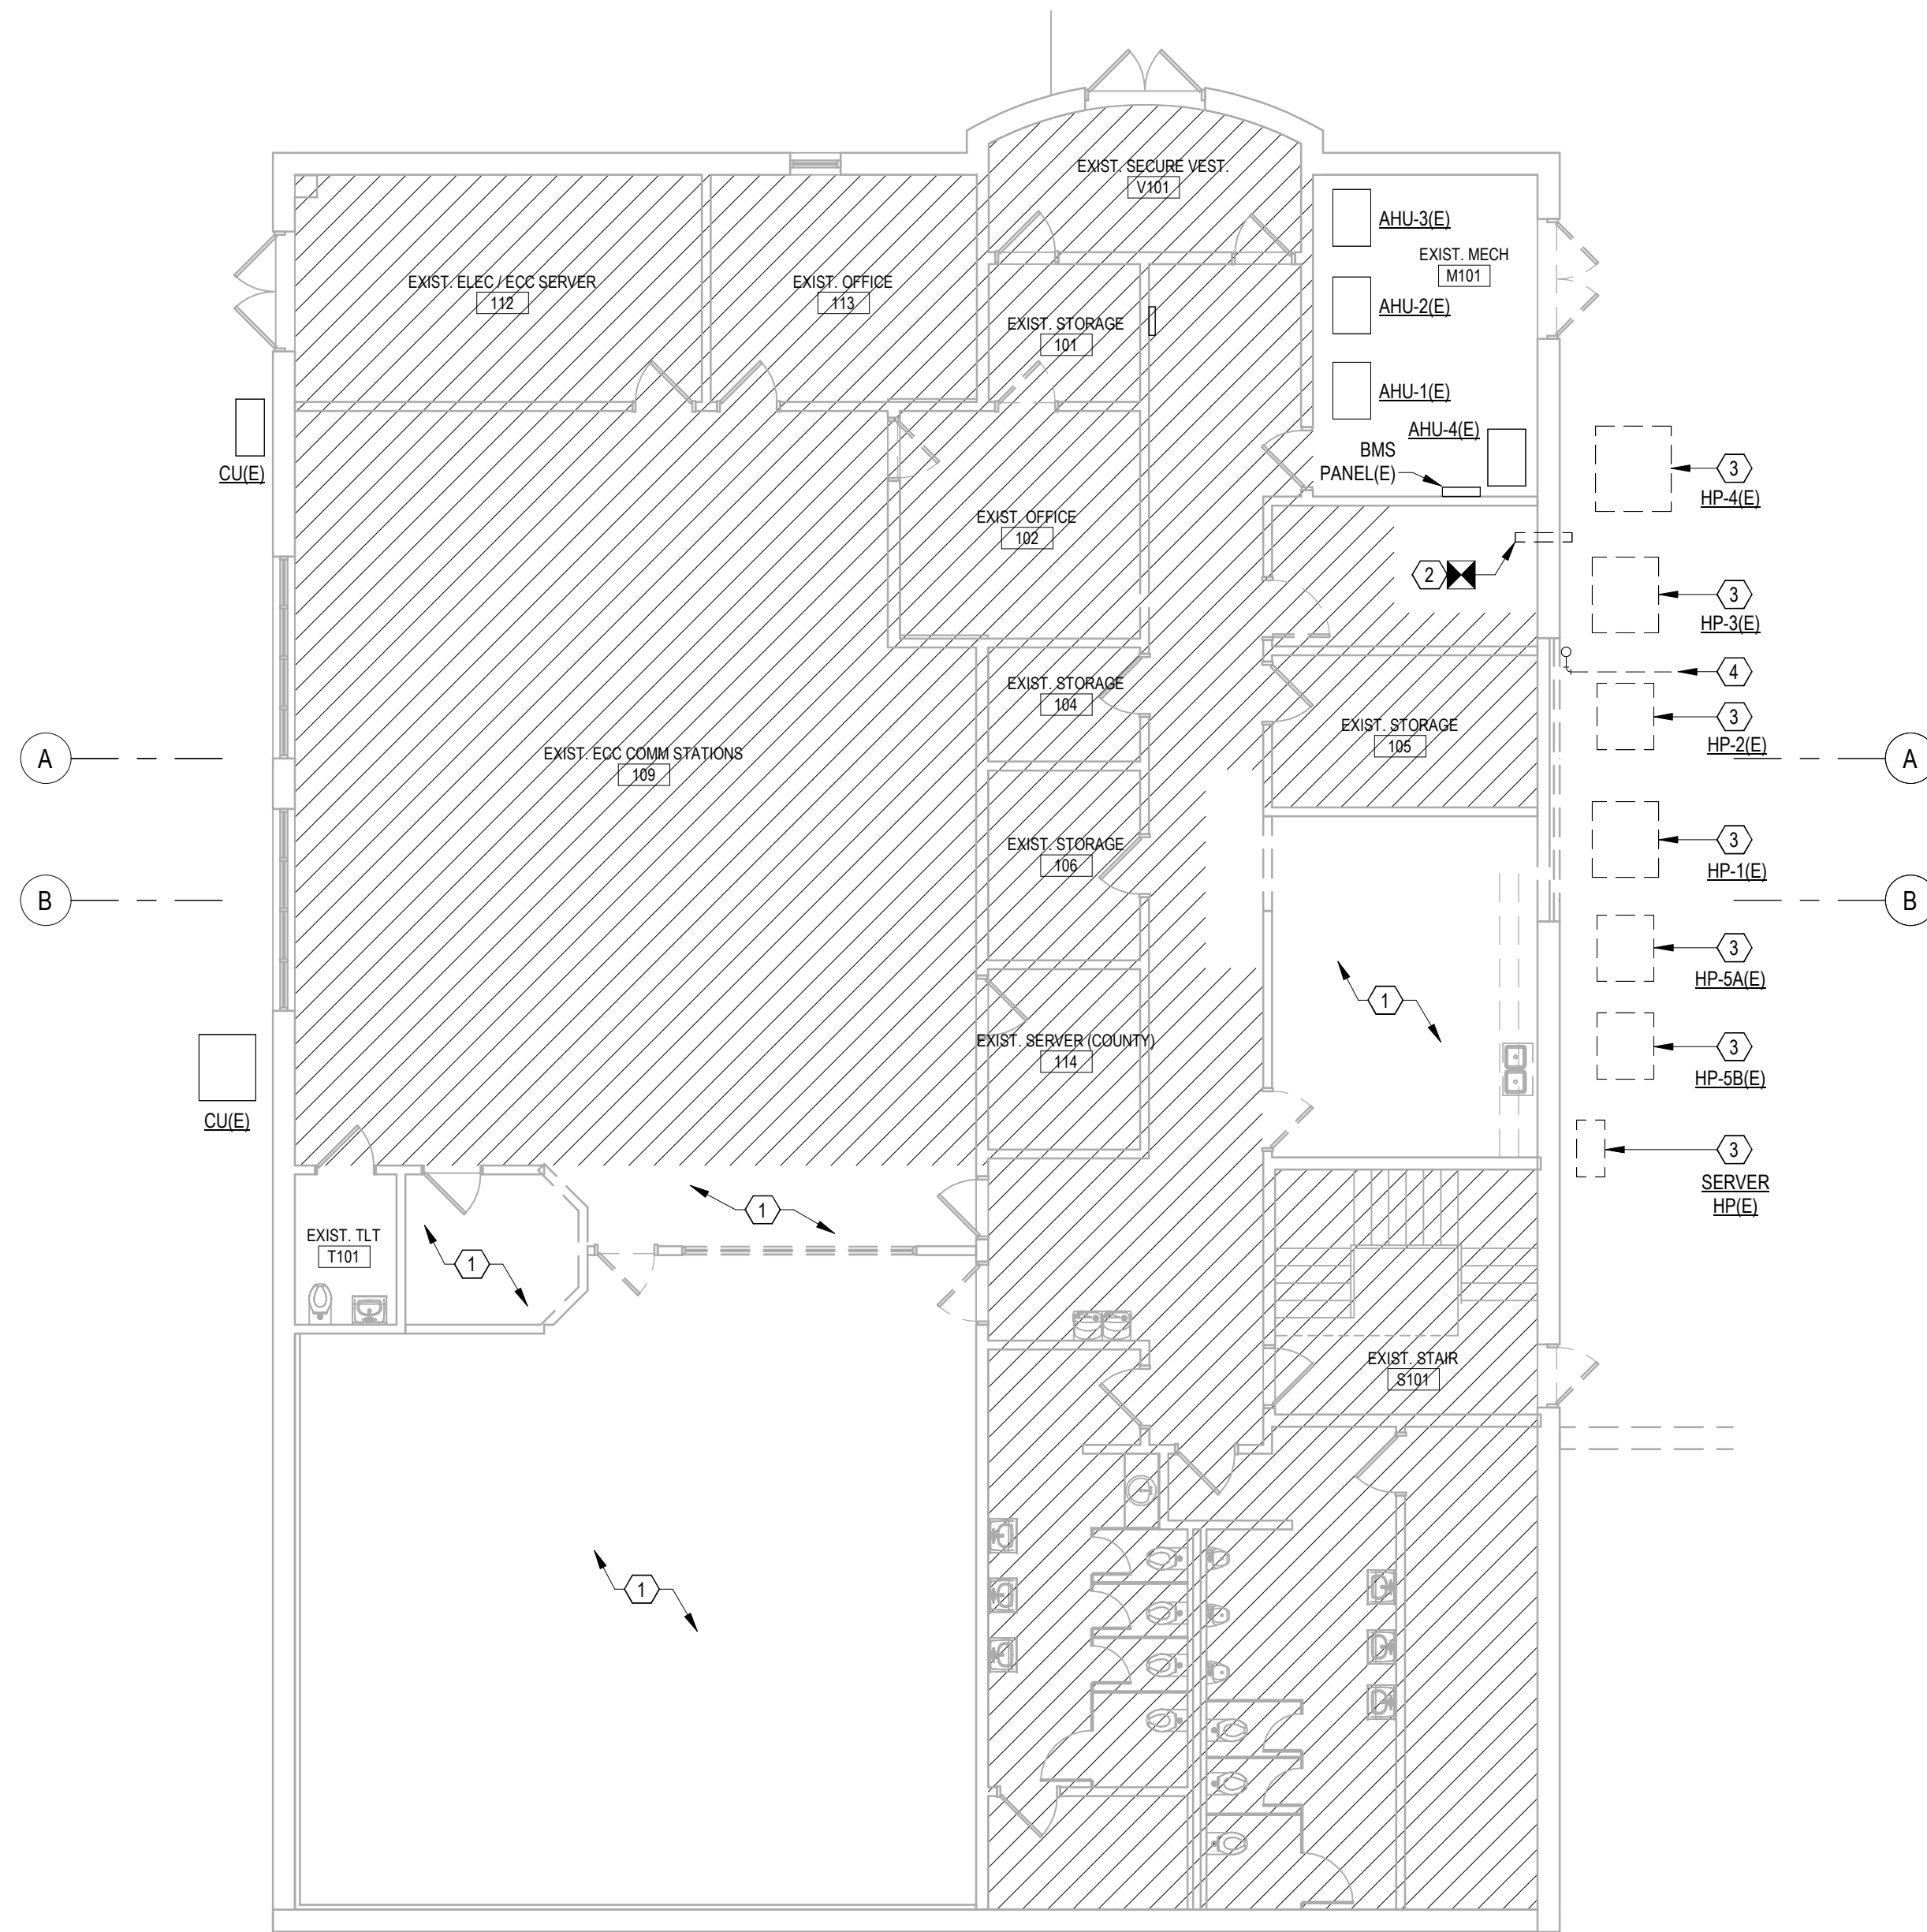 EXIST. SECURE VEST.
V101
AHU-3(E)
EXIST. MECH
M101
EXIST. ELEC / ECC SERVER
112
EXIST. OFFICE
113
AHU-2(E)
EXIST. STORAGE
101
AHU-1(E)
AHU-4(E)
BMS
PANEL(E)
CU(E)
3
HP-4(E)
EXIST. OFFICE
102
2
3
HP-3(E)
4
EXIST. STORAGE
104
3
HP-2(E)
EXIST. STORAGE
105
A
EXIST. ECC COMM STATIONS
109
A
EXIST. STORAGE
106
3
HP-1(E)
B
B
3
HP-5A(E)
1
EXIST. SERVER (COUNTY)
114
3
HP-5B(E)
CU(E)
3
SERVER
HP(E)
1
EXIST. TLT
T101
1
EXIST. STAIR
S101
1